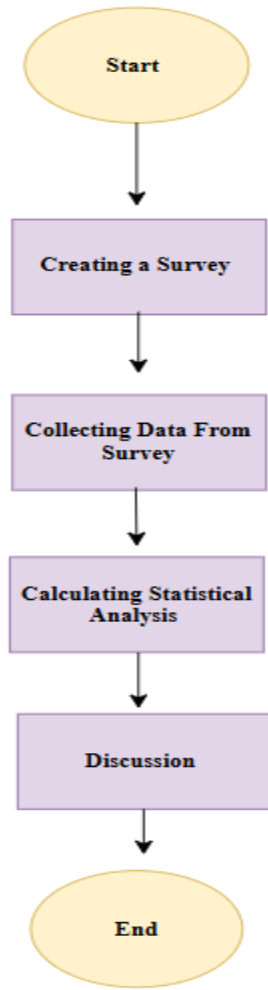 Start
Creating a Survey
Collecting Data From
Survey
Calculating Statistical
Analysis
Discussion
End